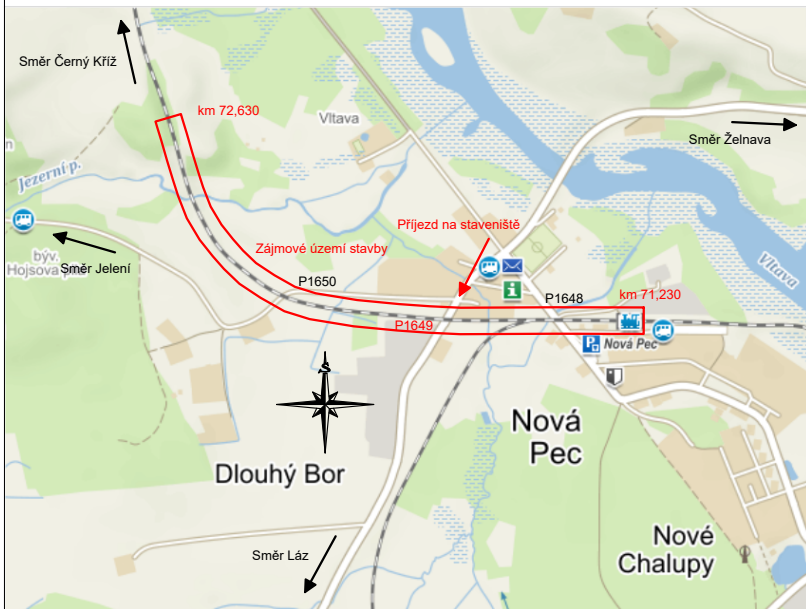 Směr Černý Kříž
km 72,630
Vltava
Směr Želnava
Jezerní p.
Příjezd na staveniště
Zájmové území stavby
býv.
Hojsova
Směr Jelení
P1650
P1648
km 71,230
Vltava
P1649
Nová Pec
S
Nová
Pec
Dlouhý Bor
Směr Láz
Nové
Chalupy